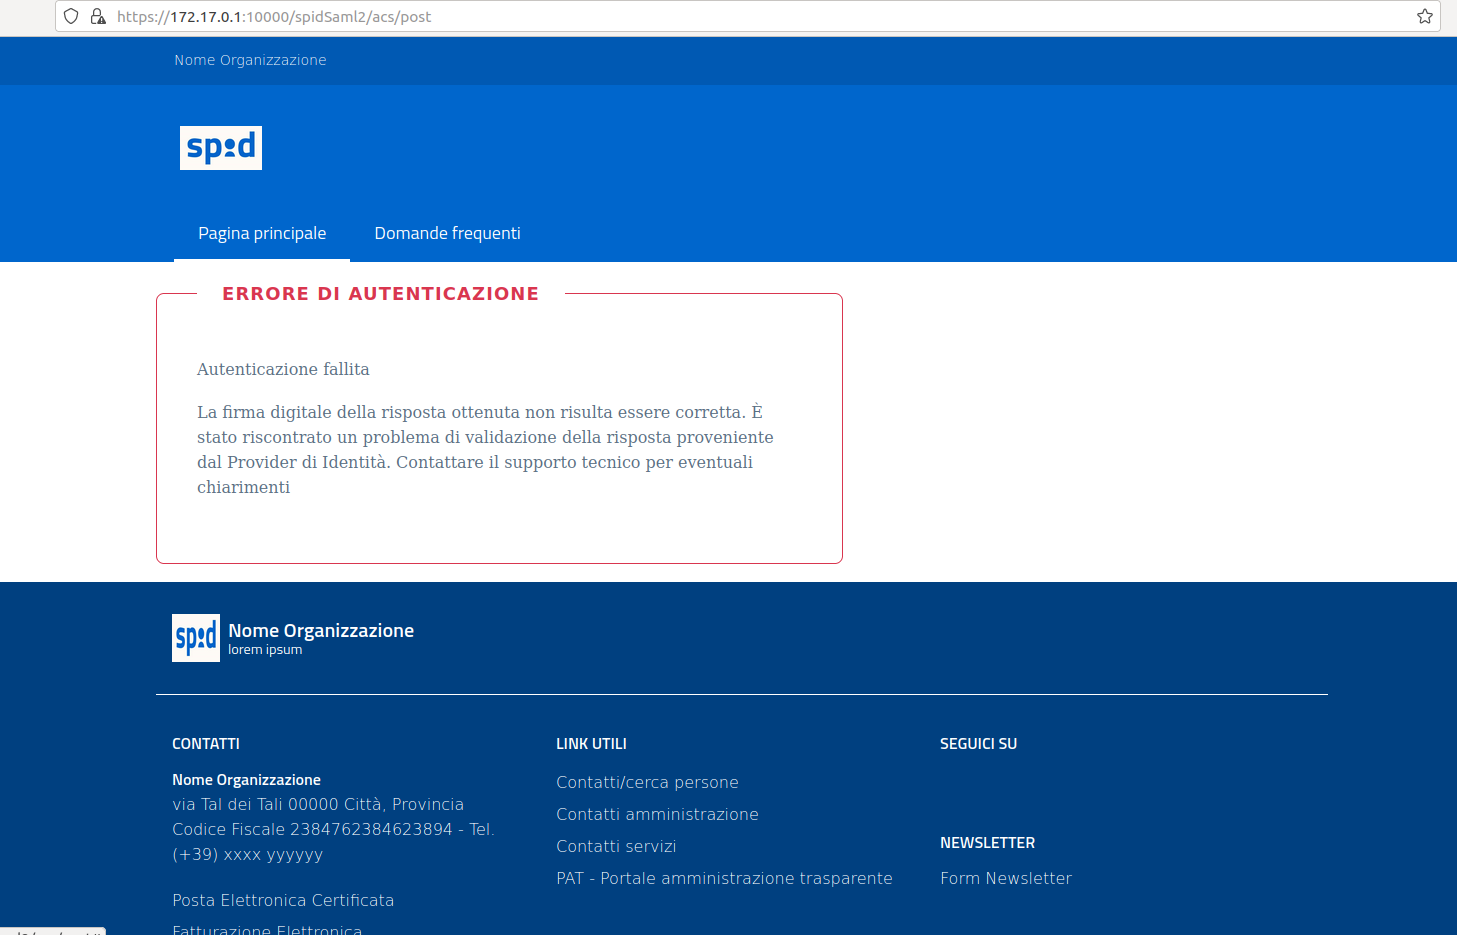 https://172.17.0.1:10000/spidSaml2/acs/post
Nome Organizzazione
spid
Pagina principale
Domande frequenti
ERRORE DI AUTENTICAZIONE
Autenticazione fallita
La firma digitale della risposta ottenuta non risulta essere corretta. È
stato riscontrato un problema di validazione della risposta proveniente
dal Provider di Identità. Contattare il supporto tecnico per eventuali
chiarimenti
spid
Nome Organizzazione
lorem ipsum
CONTATTI
Nome Organizzazione
via Tal dei Tali 00000 Città, Provincia
Codice Fiscale 2384762384623894 - Tel.
(+39) xxxx yyyyyy
Posta Elettronica Certificata
Fatturazione Elettronica
LINK UTILI
Contatti/cerca persone
Contatti amministrazione
Contatti servizi
PAT - Portale amministrazione trasparente
SEGUICI SU
NEWSLETTER
Form Newsletter